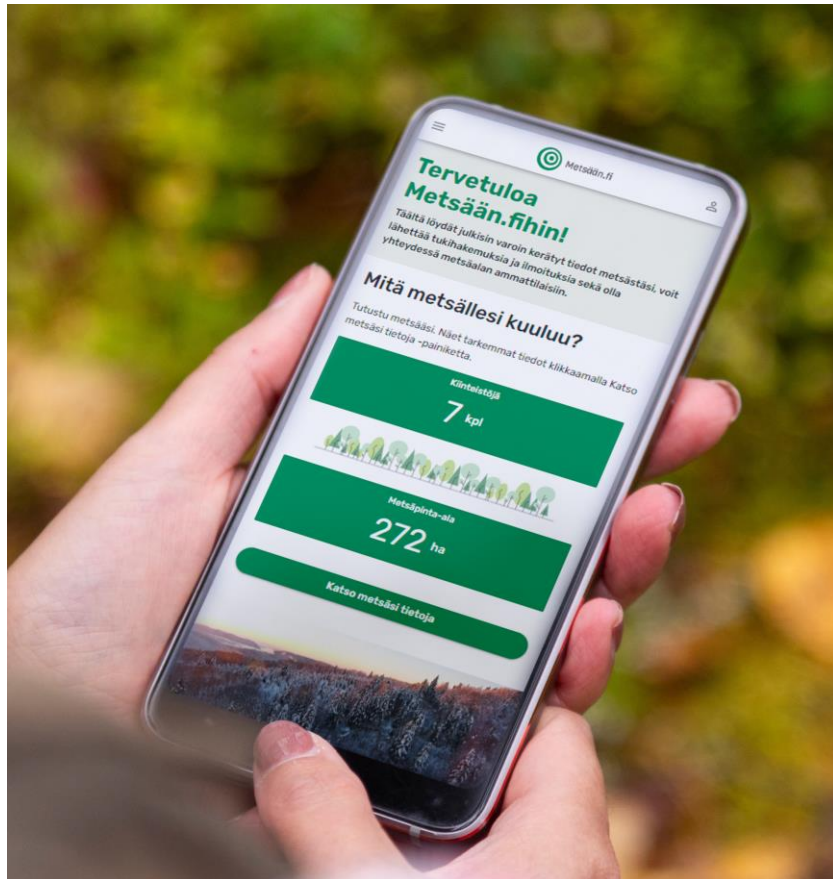 Metsään.fi
Tervetuloa
Metsään.fihin!
Täältä löydät julkisin varoin kerätyt tiedot metsästäsi, voit
lähettää tukihakemuksia ja ilmoituksia sekä olla
yhteydessä metsäalan ammattilaisiin.
Mitä metsällesi kuuluu?
Tutustu metsääsi. Näet tarkemmat tiedot klikkaamalla Katso
metsäsi tietoja -painiketta.
Kiinteistöjä
7 kpl
Metsäpinta-ala
272 ha
Katso metsäsi tietoja